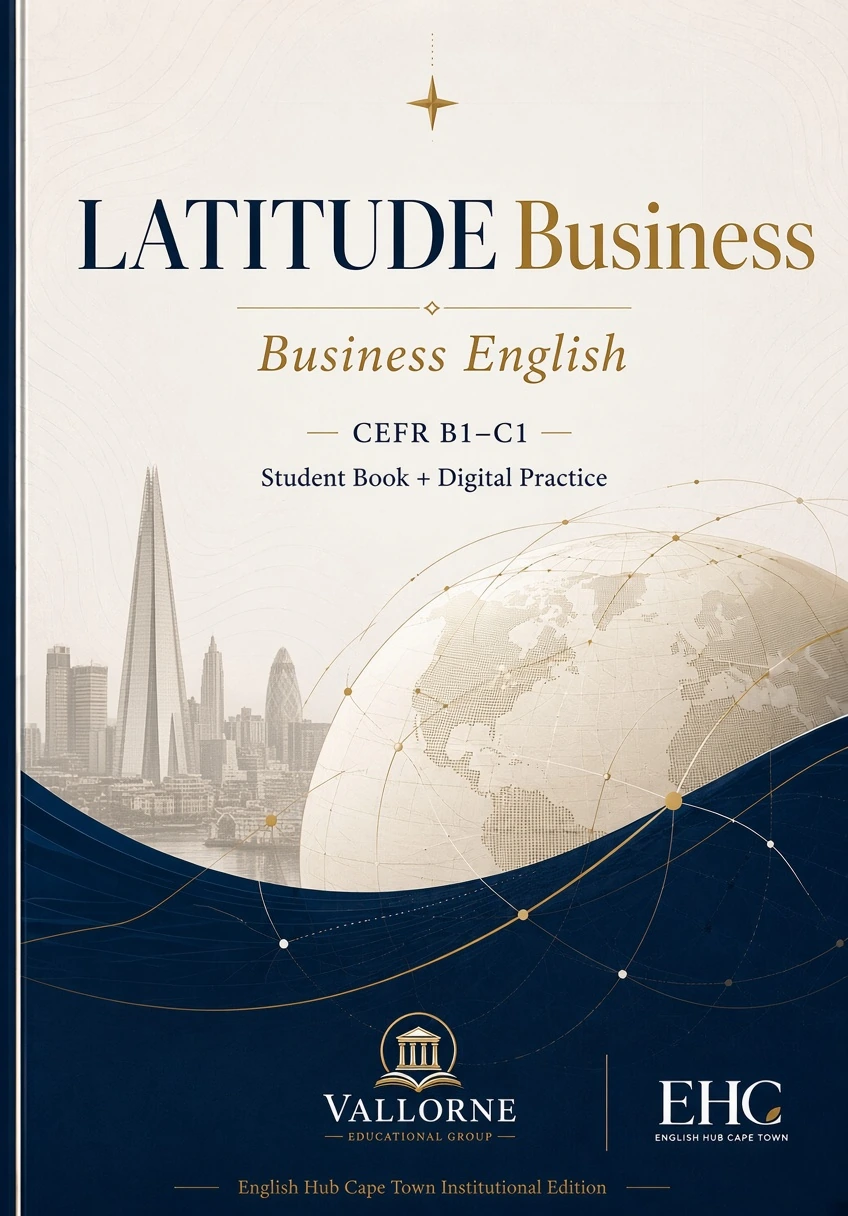 LATITUDE Business
Business English
CEFR B1–C1
Student Book + Digital Practice
VALLORNE
EDUCATIONAL GROUP
EHC
ENGLISH HUB CAPE TOWN
English Hub Cape Town Institutional Edition